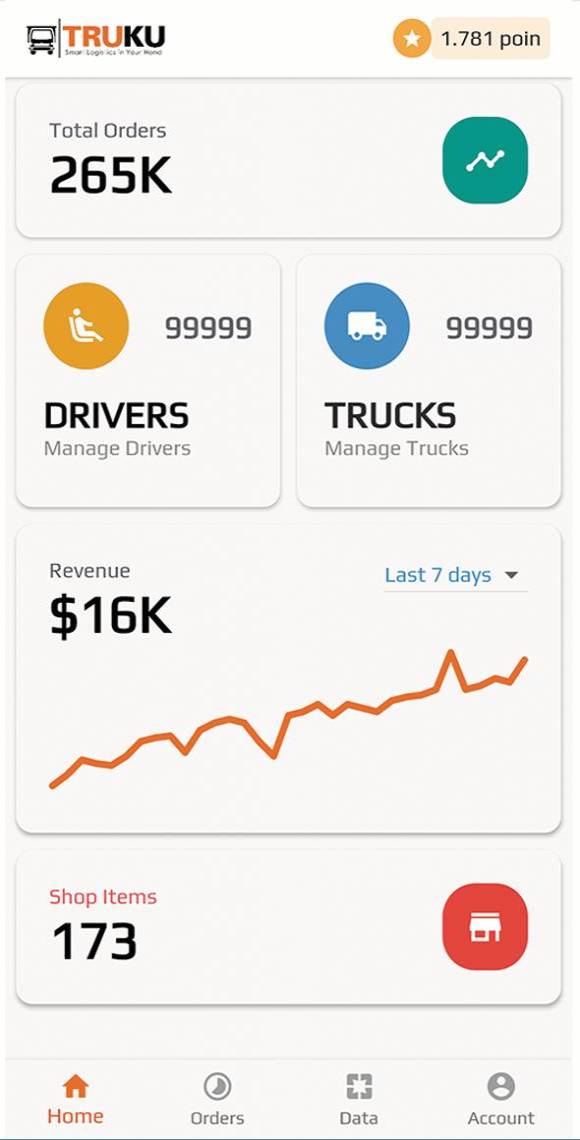 TRUKU
Smart Logistics in Your Hand
1.781 poin
Total Orders
265K
99999
DRIVERS
Manage Drivers
99999
TRUCKS
Manage Trucks
Revenue
$16K
Last 7 days
Shop Items
173
Home
Orders
Data
Account